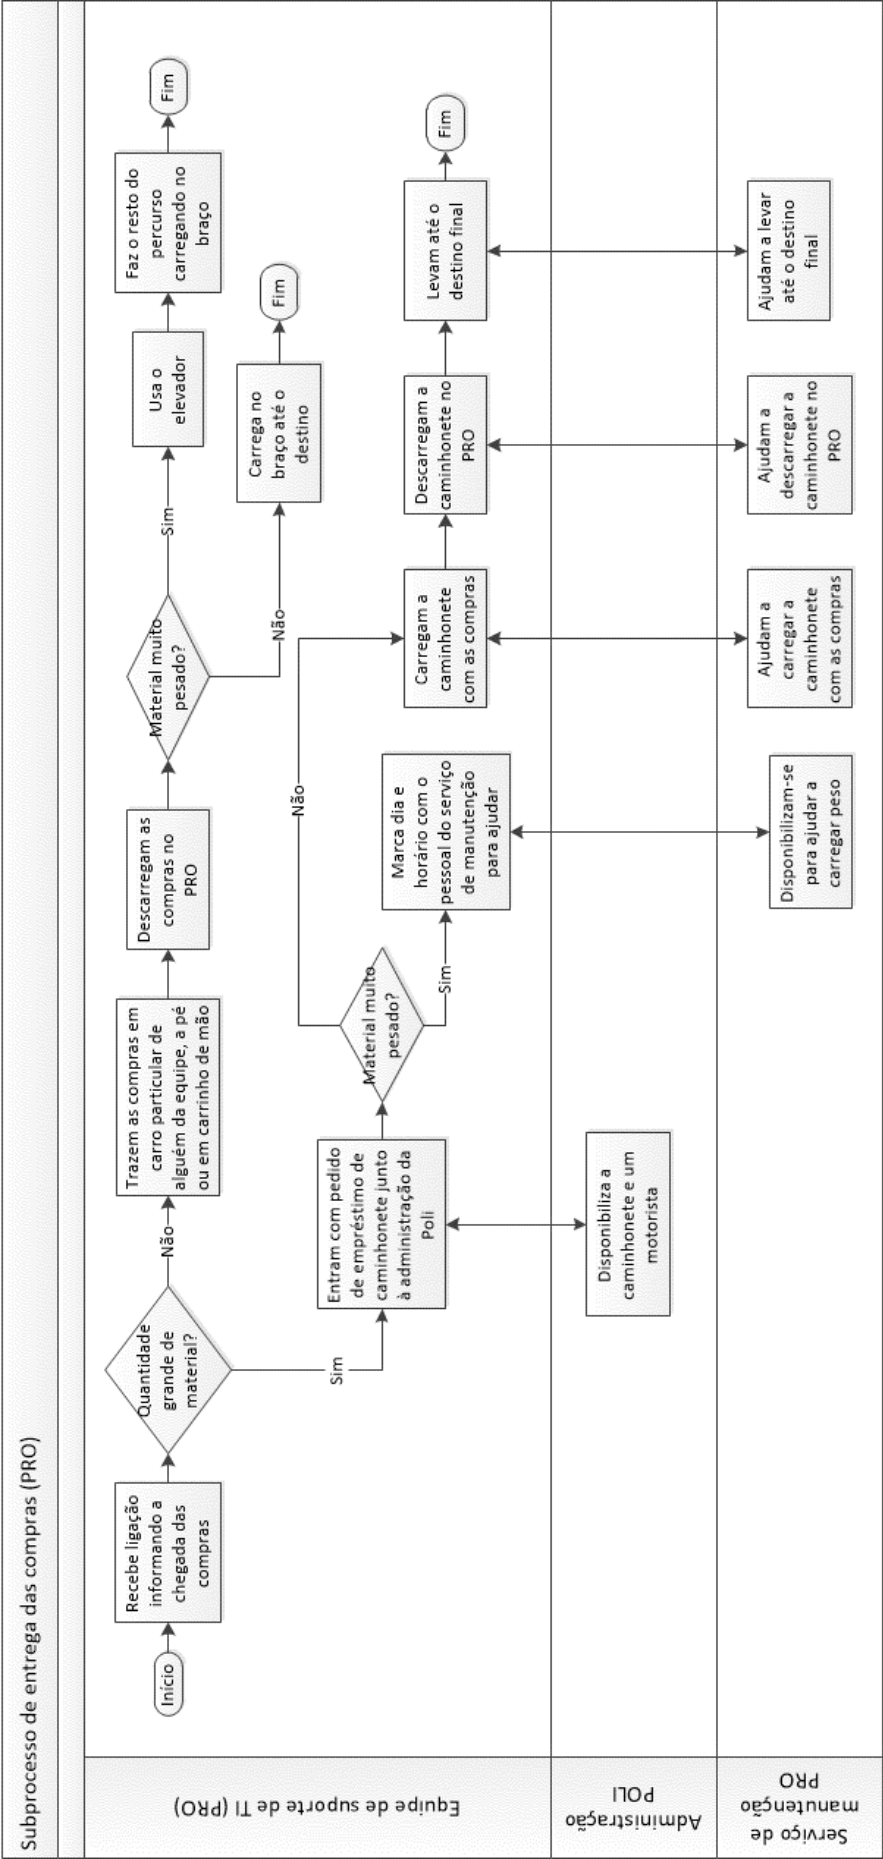 Subprocesso de entrega das compras (PRO)
Equipe de suporte de TI (PRO)
Início
Recebe ligação
informando a
chegada das
compras
Quantidade
grande de
material?
Não
Trazem as compras em
carro particular de
alguém da equipe, a pé
ou em carrinho de mão
Descarregam as
compras no
PRO
Material muito
pesado?
Sim
Usa o
elevador
Faz o resto do
percurso
carregando no
braço
Fim
Não
Carrega no
braço até o
destino
Fim
Sim
Entram com pedido
de empréstimo de
caminhonete junto
à administração da
Poli
Material muito
pesado?
Não
Sim
Marca dia e
horário com o
pessoal do serviço
de manutenção
para ajudar
Carregam a
caminhonete
com as compras
Descarregam a
caminhonete no
PRO
Levam até o
destino final
Fim
Administração
POLI
Disponibiliza a
caminhonete e um
motorista
Serviço de
manutenção
PRO
Disponibilizam-se
para ajudar a
carregar peso
Ajudam a
carregar a
caminhonete
com as compras
Ajudam a
descarregar a
caminhonete no
PRO
Ajudam a levar
até o destino
final